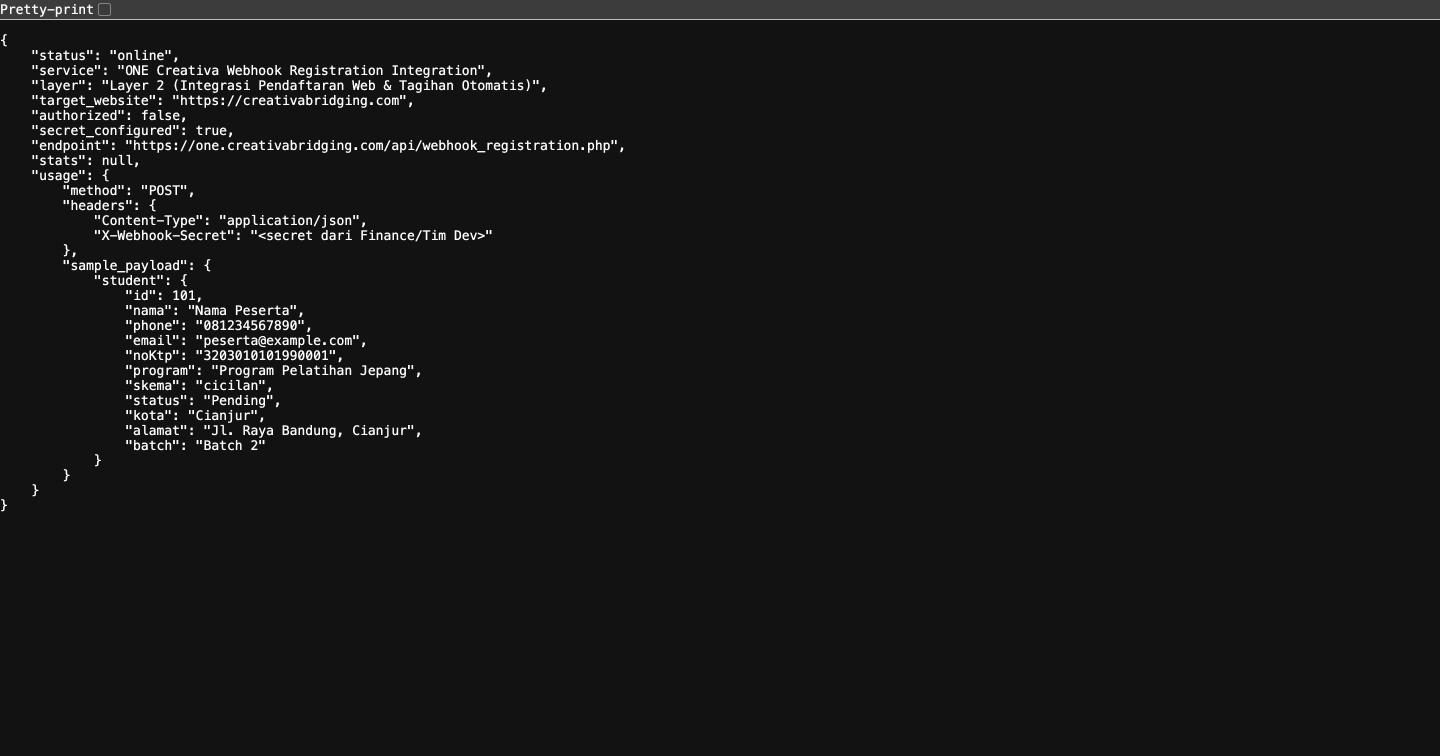 Pretty-print
{
    "status": "online",
    "service": "ONE Creativa Webhook Registration Integration",
    "layer": "Layer 2 (Integrasi Pendaftaran Web & Tagihan Otomatis)",
    "target_website": "https://creativabridging.com",
    "authorized": false,
    "secret_configured": true,
    "endpoint": "https://one.creativabridging.com/api/webhook_registration.php",
    "stats": null,
    "usage": {
        "method": "POST",
        "headers": {
            "Content-Type": "application/json",
            "X-Webhook-Secret": "<secret dari Finance/Tim Dev>"
        },
        "sample_payload": {
            "student": {
                "id": 101,
                "nama": "Nama Peserta",
                "phone": "081234567890",
                "email": "peserta@example.com",
                "noKtp": "3203010101990001",
                "program": "Program Pelatihan Jepang",
                "skema": "cicilan",
                "status": "Pending",
                "kota": "Cianjur",
                "alamat": "Jl. Raya Bandung, Cianjur",
                "batch": "Batch 2"
            }
        }
    }
}